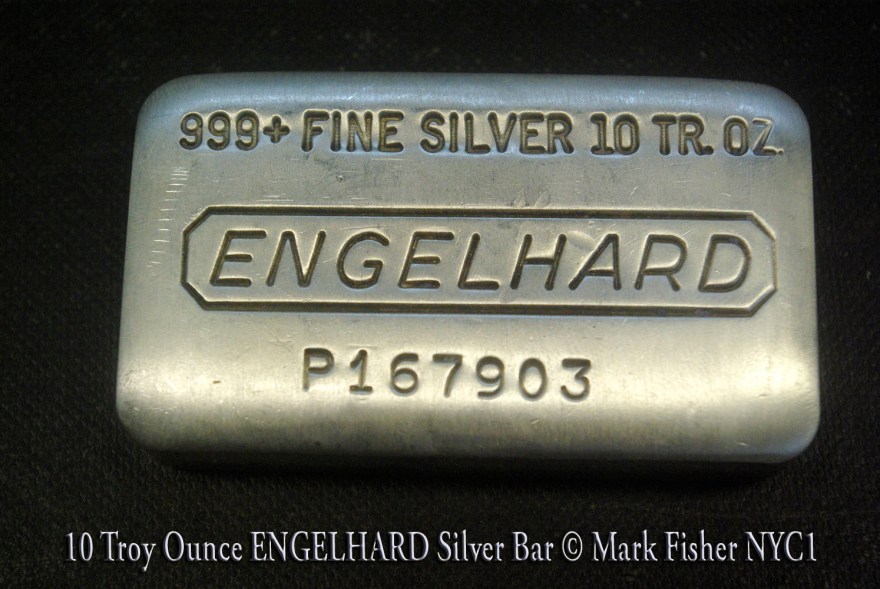 999+ FINE SILVER 10 TR. OZ.
ENGELHARD
P167903
10 Troy Ounce ENGELHARD Silver Bar © Mark Fisher NYC1